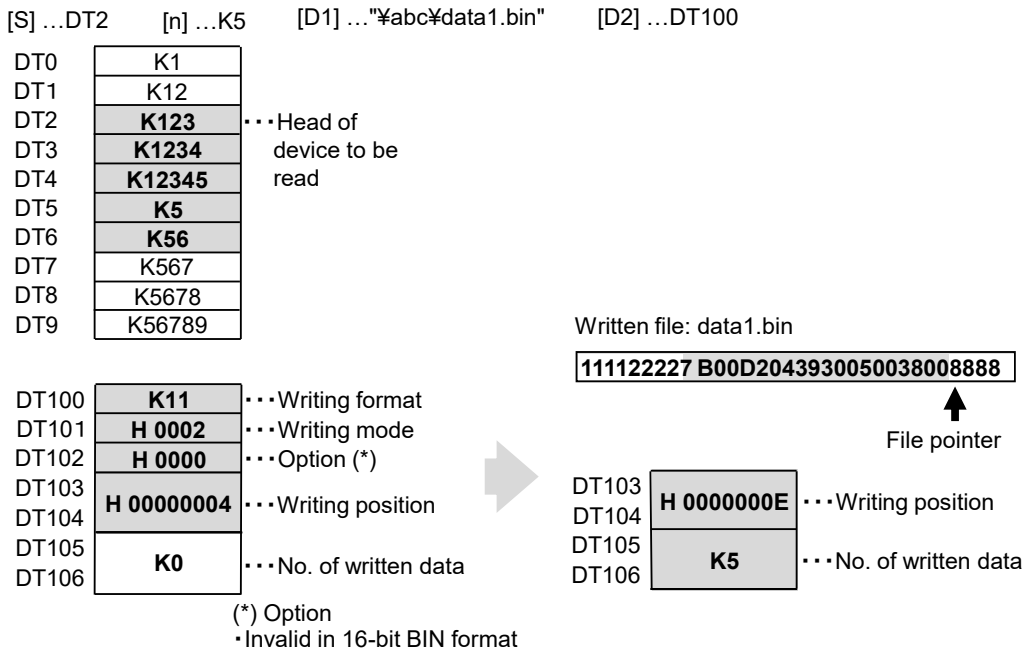 [S] …DT2 [n] …K5 [D1] …"¥abc¥data1.bin" [D2] …DT100
DT0 K1
DT1 K12
DT2 K123 ・・・Head of
DT3 K1234 device to be
DT4 K12345 read
DT5 K5
DT6 K56
DT7 K567
DT8 K5678
DT9 K56789
Written file: data1.bin
111122227 B00D20439300500380088888
File pointer
DT100 K11 ・・・Writing format
DT101 H 0002 ・・・Writing mode
DT102 H 0000 ・・・Option (*)
DT103
DT104
H 00000004 ・・・Writing position
DT105
DT106
K0 ・・・No. of written data
DT103
DT104
H 0000000E ・・・Writing position
DT105
DT106
K5 ・・・No. of written data
(*) Option
・Invalid in 16-bit BIN format